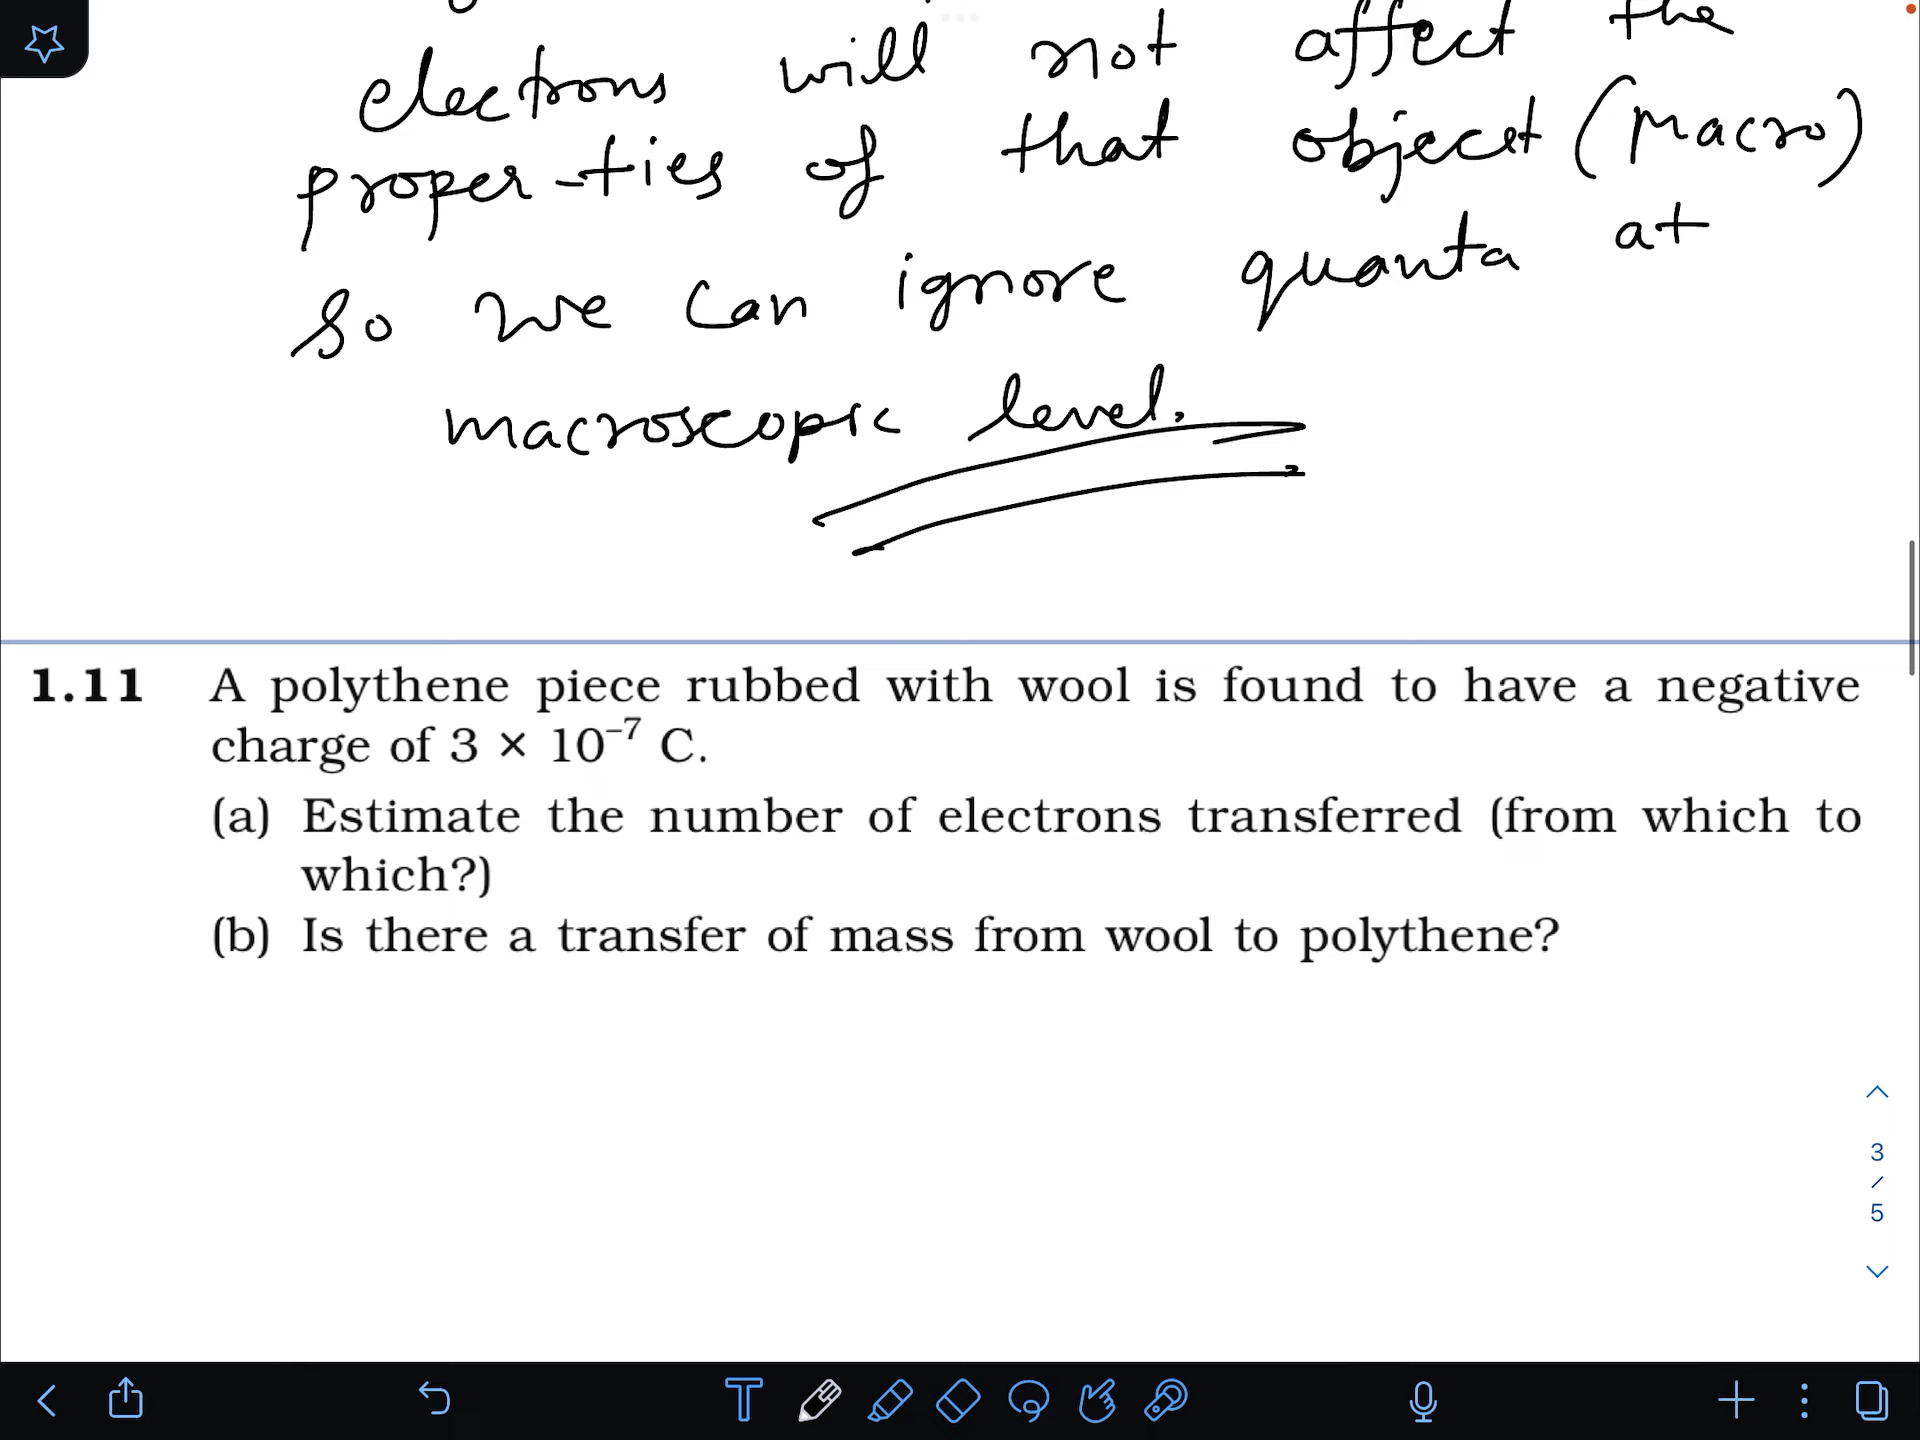 electrons will not affect the
proper-ties of that object (Macro)
so we can ignore quanta at
macroscopic level.
1.11 A polythene piece rubbed with wool is found to have a negative
charge of 3 × 10⁻⁷ C.
(a) Estimate the number of electrons transferred (from which to
which?)
(b) Is there a transfer of mass from wool to polythene?
3
/
5
T